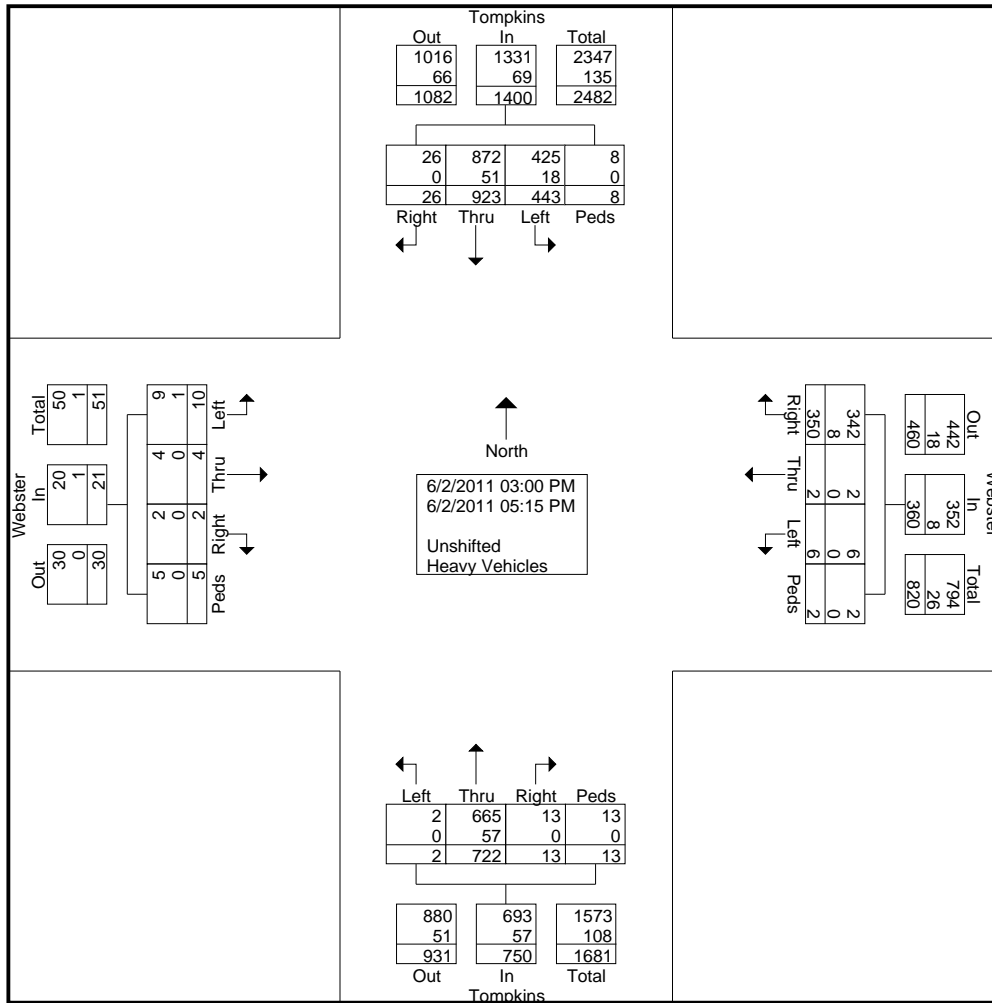 Tompkins
Out In Total
1016 1331 2347
66 69 135
1082 1400 2482
26 872 425 8
0 51 18 0
26 923 443 8
Right Thru Left Peds
Webster
Total In Out
50 20 30
1 1 0
51 21 30
9 4 2 5
1 0 0 0
10 4 2 5
Left Thru Right Peds
North
6/2/2011 03:00 PM
6/2/2011 05:15 PM
Unshifted
Heavy Vehicles
Right Thru Left Peds
350 2 6 2
8 0 0 0
342 2 6 2
Out In Total
442 352 794
18 8 26
460 360 820
Webster
Left Thru Right Peds
2 665 13 13
0 57 0 0
2 722 13 13
880 693 1573
51 57 108
931 750 1681
Out In Total
Tompkins